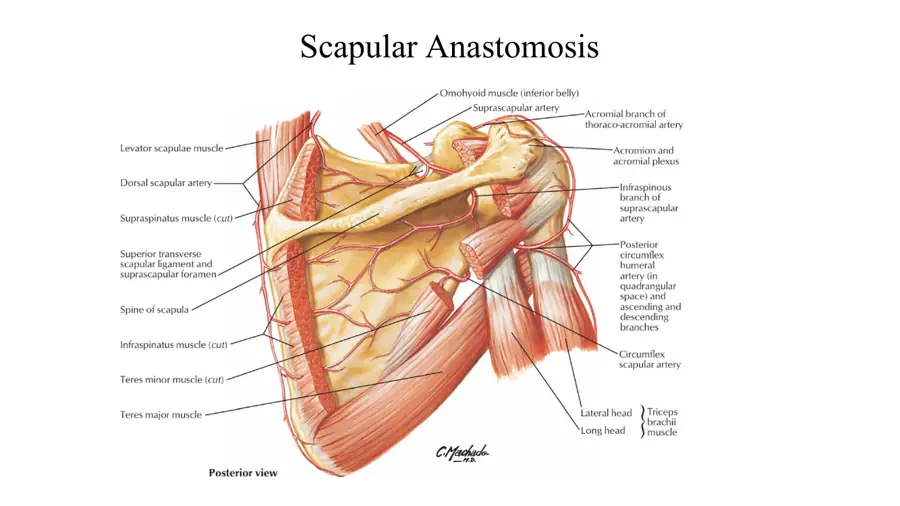 Scapular Anastomosis
Omohyoid muscle (inferior belly)
Suprascapular artery
Acromial branch of
thoraco-acromial artery
Levator scapulae muscle
Acromion and
acromial plexus
Dorsal scapular artery
Infraspinous
branch of
suprascapular
artery
Supraspinatus muscle (cut)
Superior transverse
scapular ligament and
suprascapular foramen
Posterior
circumflex
humeral
artery (in
quadrangular
space) and
ascending and
descending
branches
Spine of scapula
Infraspinatus muscle (cut)
Circumflex
scapular artery
Teres minor muscle (cut)
Teres major muscle
Lateral head
Long head
Triceps
brachii
muscle
C.Machado
M.D.
Posterior view